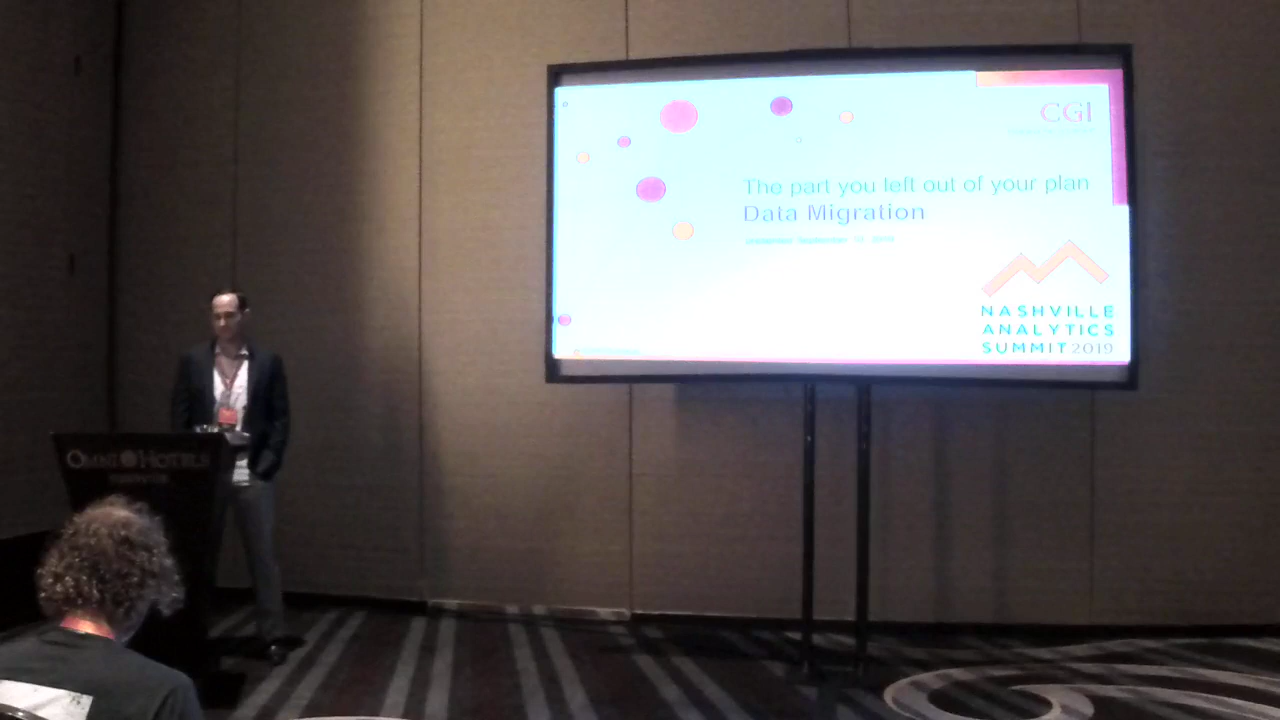 CGI
The part you left out of your plan
Data Migration
NASHVILLE
ANALYTICS
SUMMIT 2019
OMNI HOTELS